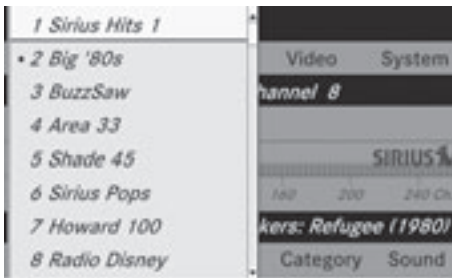 1 Sirius Hits 1
• 2 Big '80s
3 BuzzSaw
4 Area 33
5 Shade 45
6 Sirius Pops
7 Howard 100
8 Radio Disney
Video System
hannel 8
SIRIUS
160 200 240 Ch
kers: Refugee (1980)
Category Sound